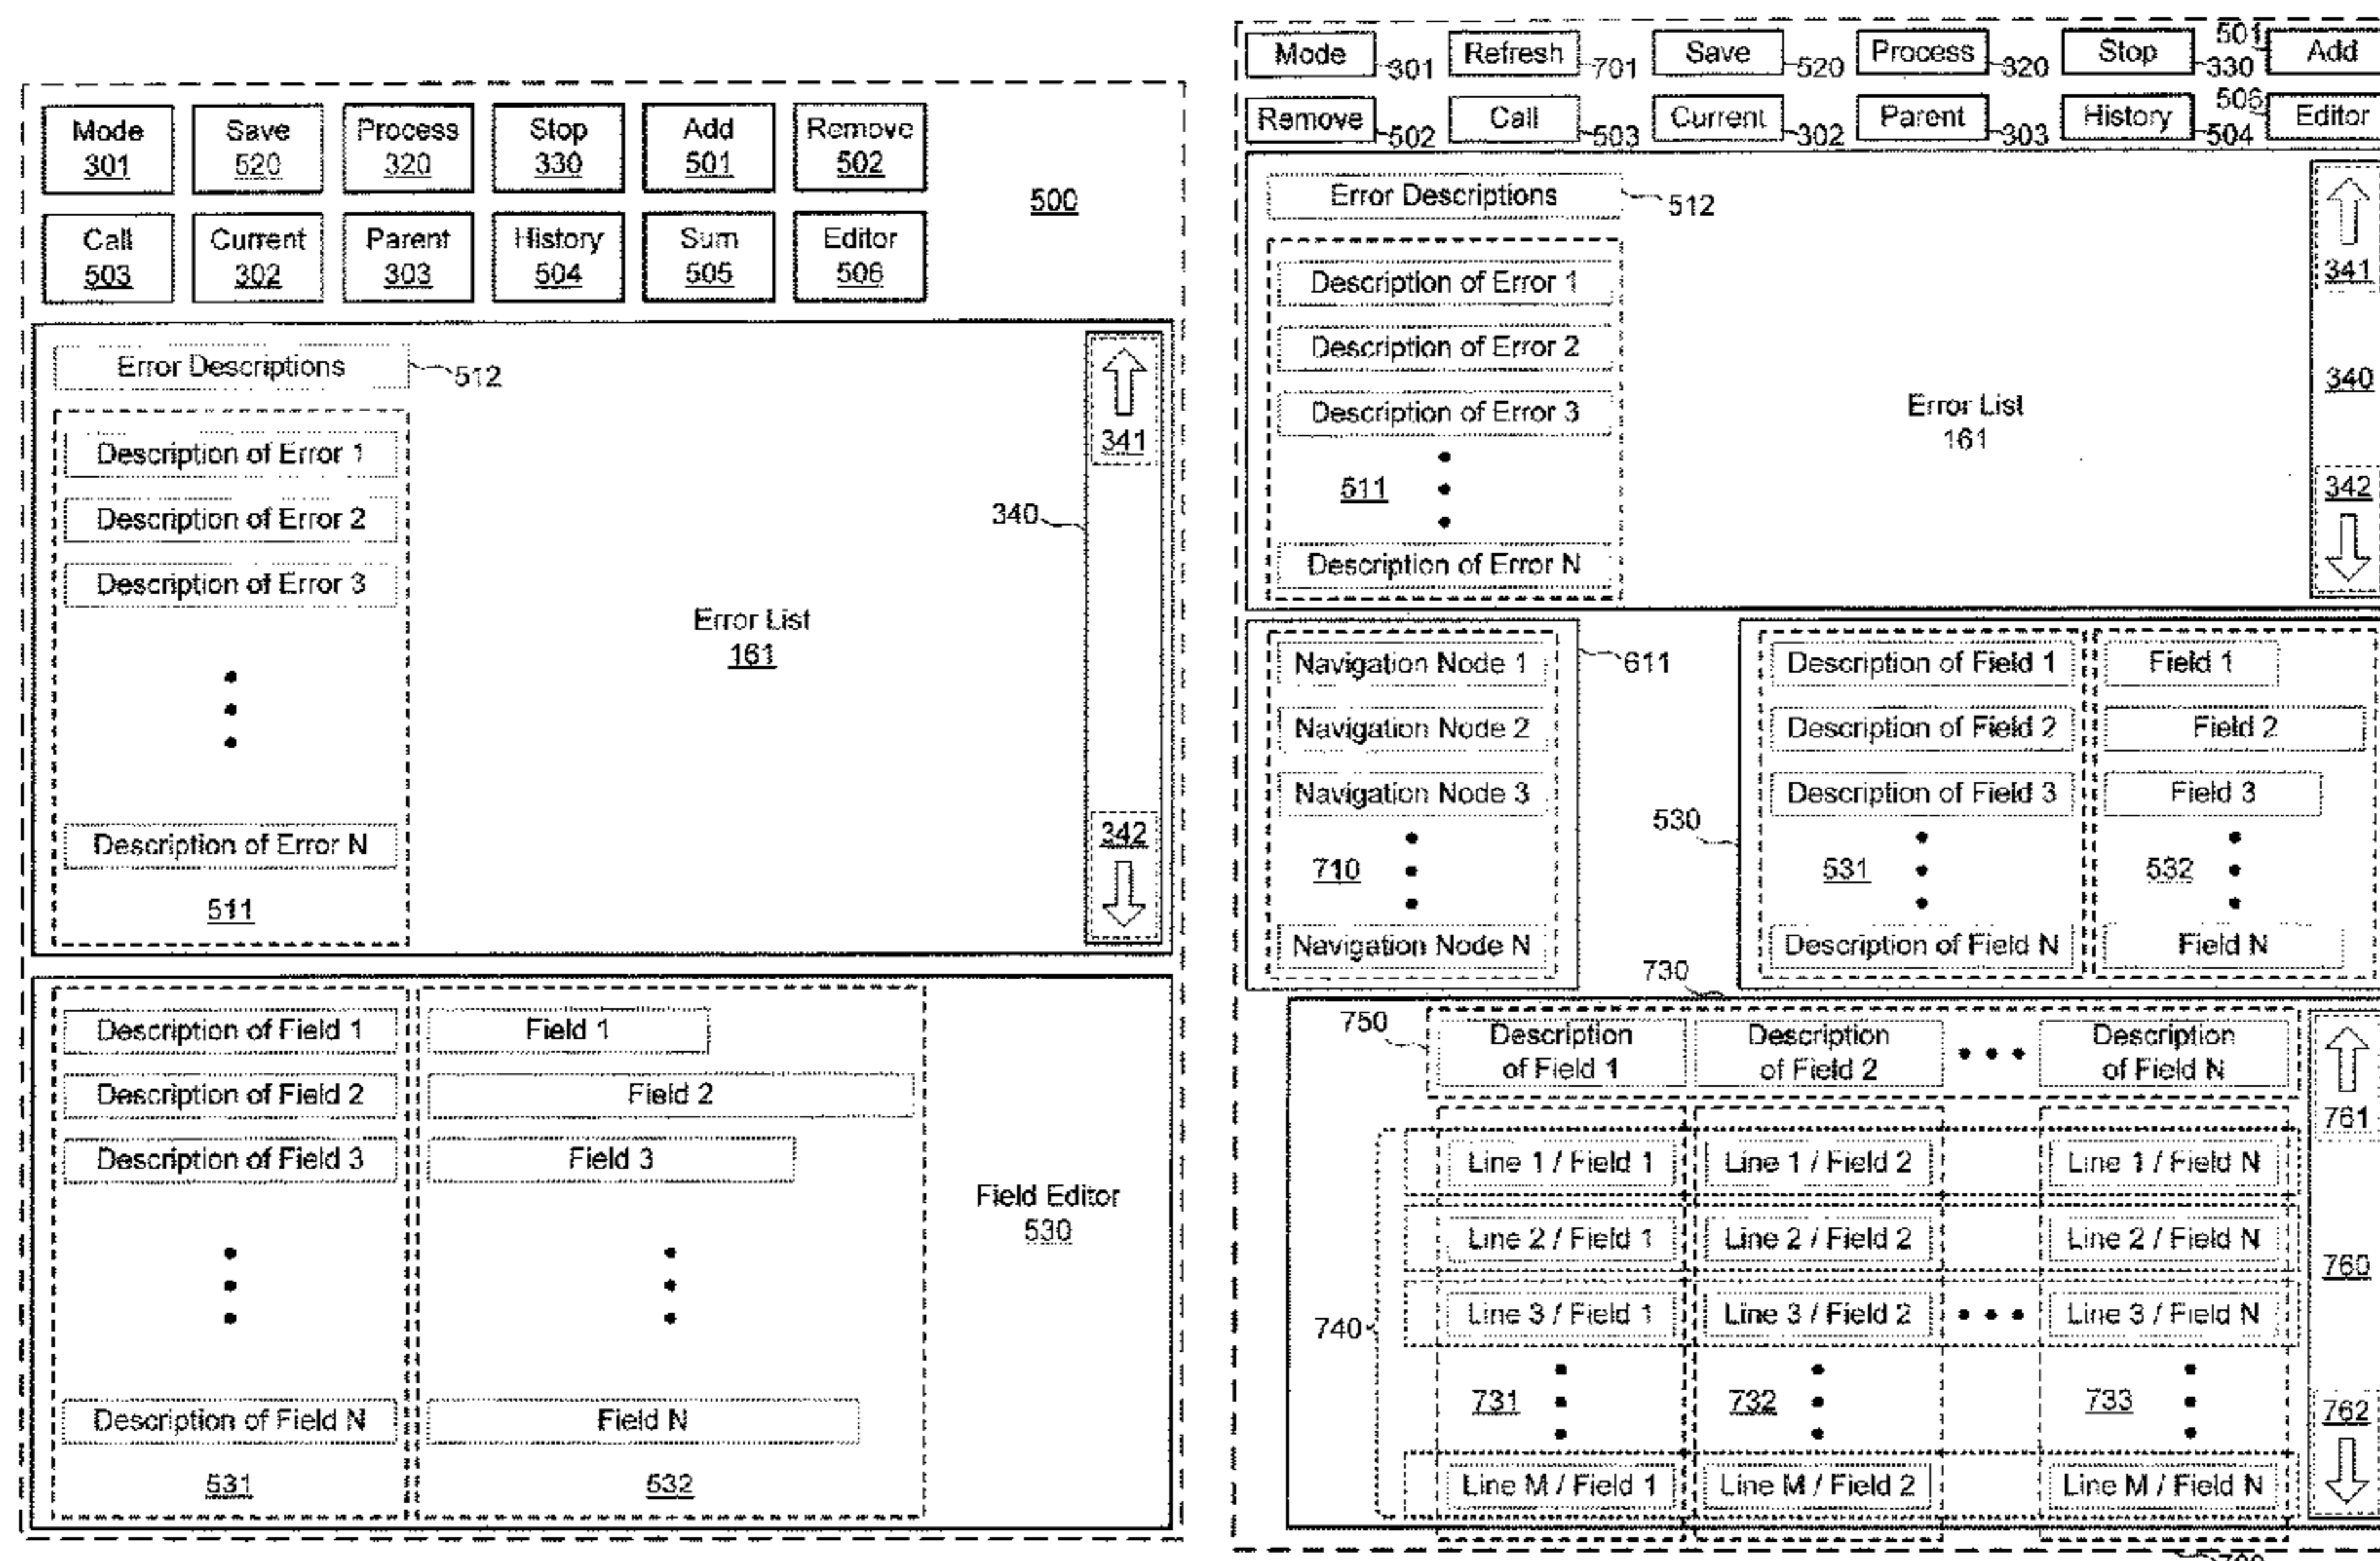 Mode Save Process Stop Add Remove
301 520 320 330 501 502
500
Call Current Parent History Sum Editor
503 302 303 504 505 506
Error Descriptions 512
Description of Error 1
341
Description of Error 2
340
Description of Error 3
Error List
161
342
Description of Error N
511
Description of Field 1 Field 1
Description of Field 2 Field 2
Description of Field 3 Field 3
Field Editor
530
Description of Field N Field N
531 532
Mode 301 Refresh 701 Save 520 Process 320 Stop 330 501 Add
Remove 502 Call 503 Current 302 Parent 303 History 504 506 Editor
Error Descriptions 512
341
Description of Error 1
Description of Error 2
340
Description of Error 3
Error List
161
511
342
Description of Error N
Navigation Node 1 611 Description of Field 1 Field 1
Navigation Node 2 Description of Field 2 Field 2
Navigation Node 3 Description of Field 3 Field 3
530
710 531 532
Navigation Node N Description of Field N Field N
730
750
Description of Field 1
Description of Field 2
Description of Field N
761
Line 1 / Field 1 Line 1 / Field 2 Line 1 / Field N
Line 2 / Field 1 Line 2 / Field 2 Line 2 / Field N
760
740 Line 3 / Field 1 Line 3 / Field 2 Line 3 / Field N
731 732 733
762
Line M / Field 1 Line M / Field 2 Line M / Field N